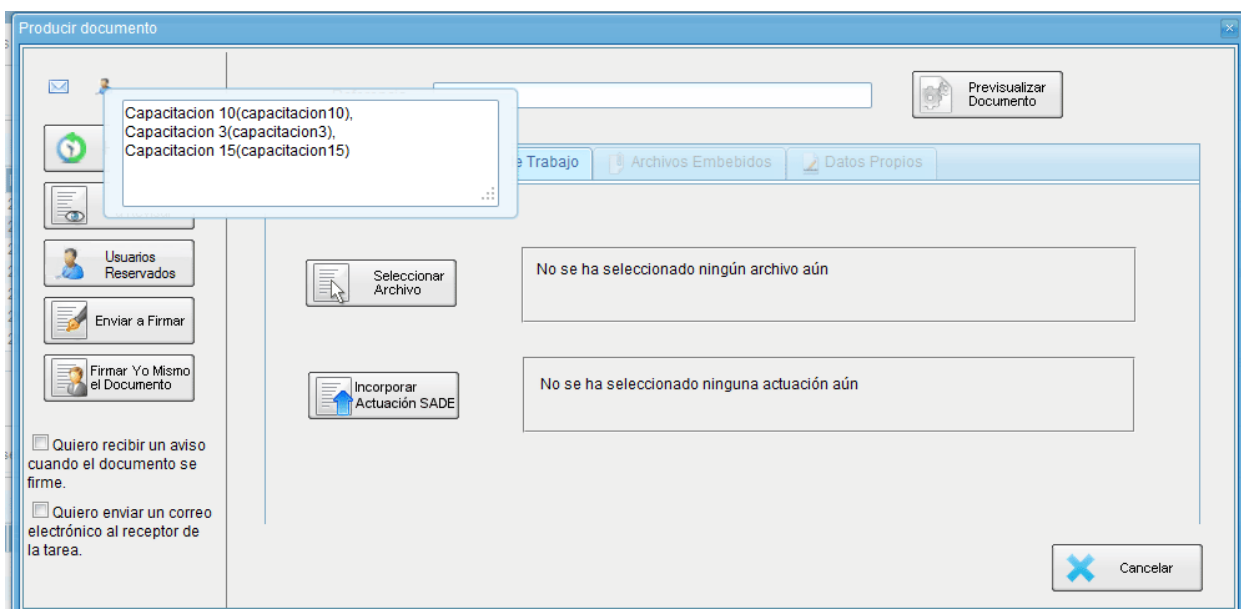 Producir documento
Previsualizar
Documento
Capacitacion 10(capacitacion10),
Capacitacion 3(capacitacion3),
Capacitacion 15(capacitacion15)
Trabajo
Archivos Embebidos
Datos Propios
Usuarios
Reservados
Enviar a Firmar
Firmar Yo Mismo
el Documento
Quiero recibir un aviso
cuando el documento se
firme.
Quiero enviar un correo
electrónico al receptor de
la tarea.
Seleccionar
Archivo
No se ha seleccionado ningún archivo aún
Incorporar
Actuación SADE
No se ha seleccionado ninguna actuación aún
Cancelar